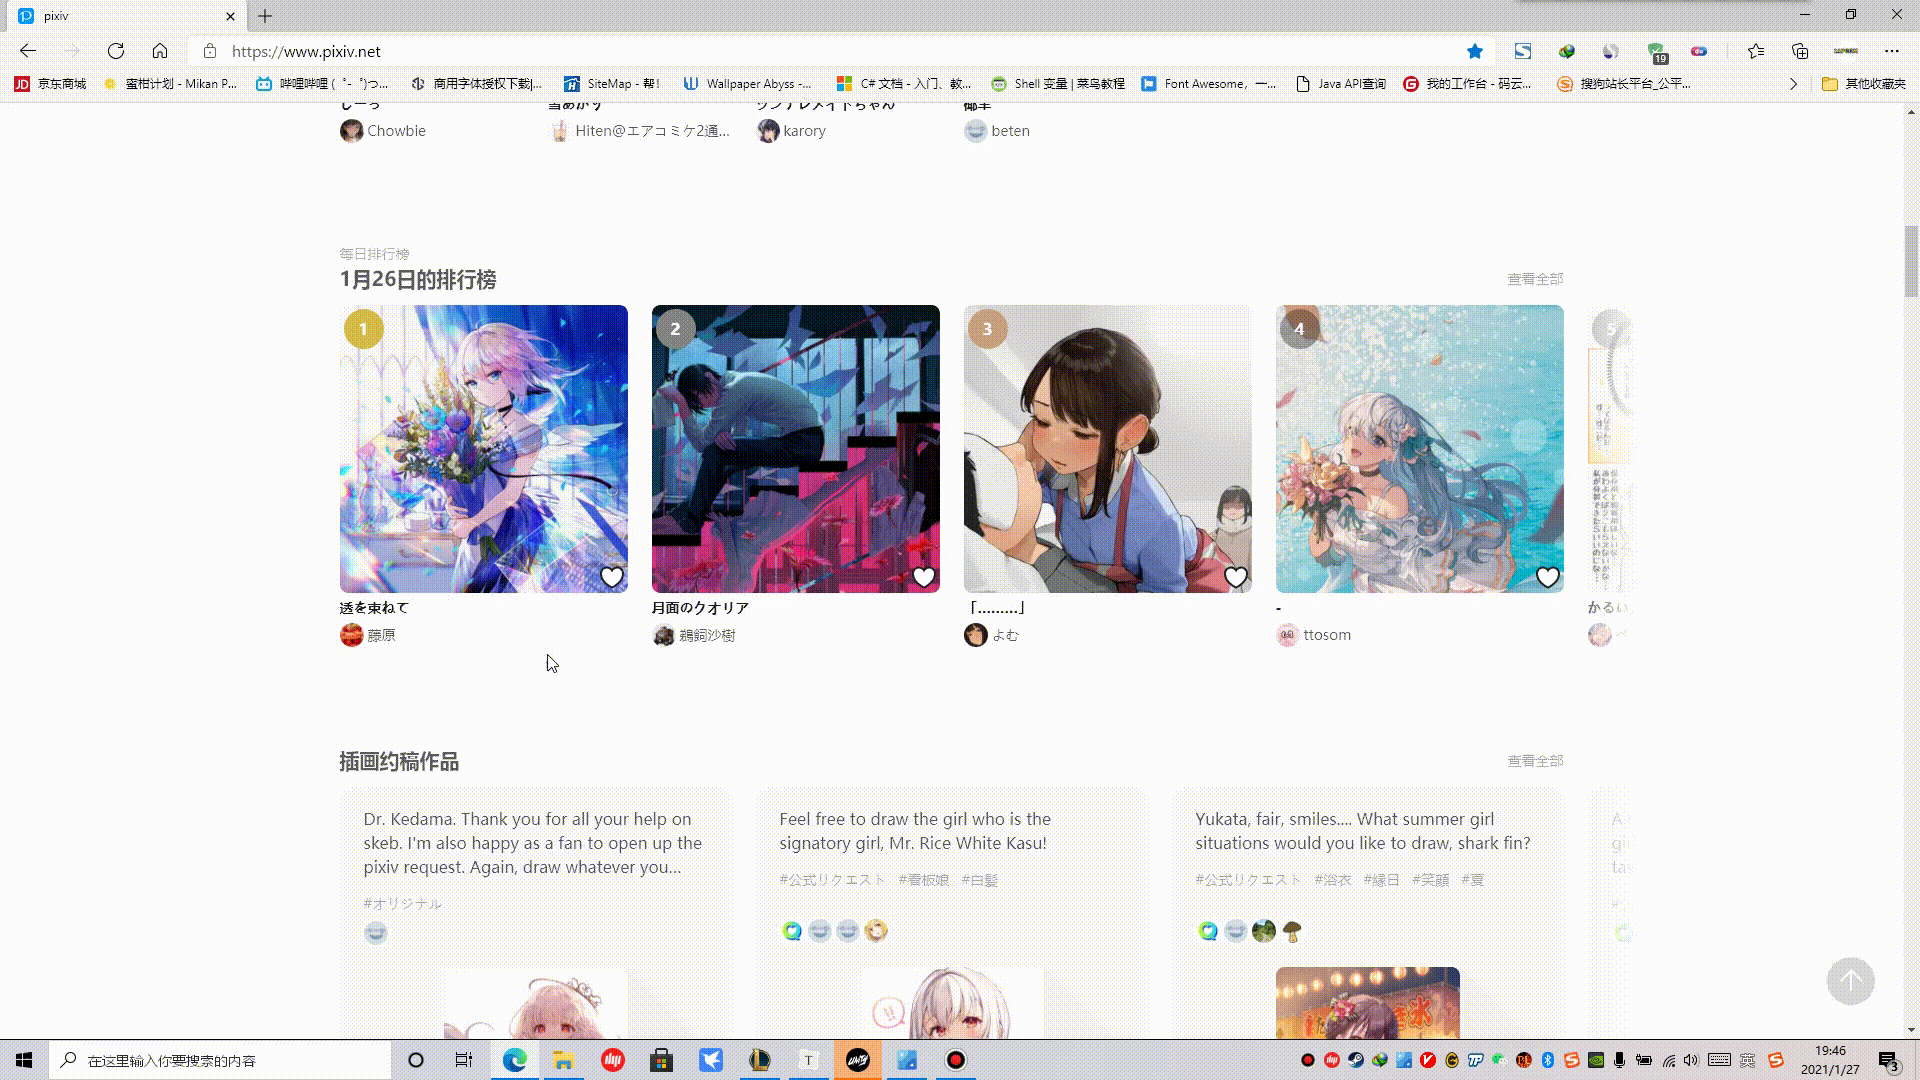 pixiv
https://www.pixiv.net
京东商城
蜜柑计划 - Mikan P...
哔哩哔哩 ( ゜- ゜)つ...
商用字体授权下载|...
SiteMap - 帮!
Wallpaper Abyss -...
C# 文档 - 入门、教...
Shell 变量 | 菜鸟教程
Font Awesome，一...
Java API查询
我的工作台 - 码云...
搜狗站长平台_公平...
其他收藏夹
19
Chowbie
Hiten@エアコミケ2通...
karory
beten
每日排行榜
1月26日的排行榜
查看全部
1
2
3
4
5
透を束ねて
藤原
月面のクオリア
鵜飼沙樹
「.........」
よむ
-
ttosom
かるい
插画约稿作品
查看全部
Dr. Kedama. Thank you for all your help on
skeb. I'm also happy as a fan to open up the
pixiv request. Again, draw whatever you...
#オリジナル
Feel free to draw the girl who is the
signatory girl, Mr. Rice White Kasu!
#公式リクエスト #看板娘 #白髪
Yukata, fair, smiles.... What summer girl
situations would you like to draw, shark fin?
#公式リクエスト #浴衣 #縁日 #笑顔 #夏
在这里输入你要搜索的内容
英
19:46
2021/1/27
3